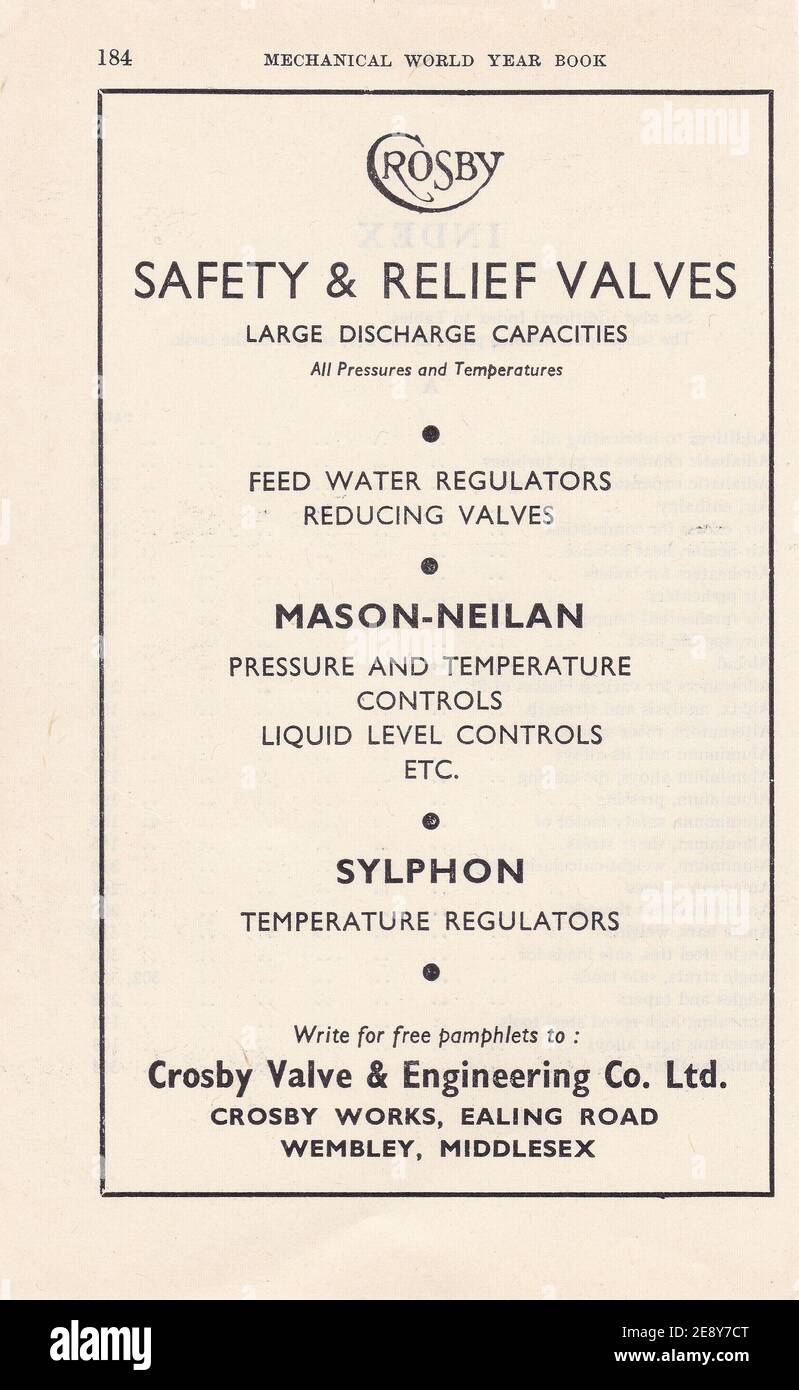 184 MECHANICAL WORLD YEAR BOOK
CROSBY
SAFETY & RELIEF VALVES
LARGE DISCHARGE CAPACITIES
All Pressures and Temperatures
FEED WATER REGULATORS
REDUCING VALVES
MASON-NEILAN
PRESSURE AND TEMPERATURE
CONTROLS
LIQUID LEVEL CONTROLS
ETC.
SYLPHON
TEMPERATURE REGULATORS
Write for free pamphlets to :
Crosby Valve & Engineering Co. Ltd.
CROSBY WORKS, EALING ROAD
WEMBLEY, MIDDLESEX
alamy
Image ID: 2E8Y7CT
www.alamy.com